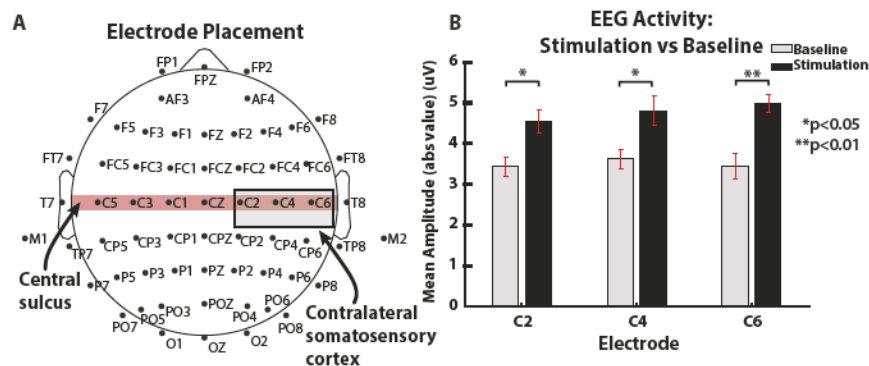 A
Electrode Placement
FP1 FP2
FPZ
AF3 AF4
F7 F8
F5 F3 F1 FZ F2 F4 F6
FT7 FT8
FC5 FC3 FC1 FCZ FC2 FC4 FC6
T7 C5 C3 C1 CZ C2 C4 C6 T8
M1 M2
TP7 CP5 CP3 CP1 CPZ CP2 CP4 CP6 TP8
P7 P5 P3 P1 PZ P2 P4 P6 P8
PO7 PO5 PO3 POZ PO4 PO6 PO8
O1 OZ O2
Central
sulcus
Contralateral
somatosensory
cortex
B
EEG Activity:
Stimulation vs Baseline
Baseline
Stimulation
* * **
*p<0.05
**p<0.01
Mean Amplitude (abs value) (uV)
6
5
4
3
2
1
0
C2 C4 C6
Electrode